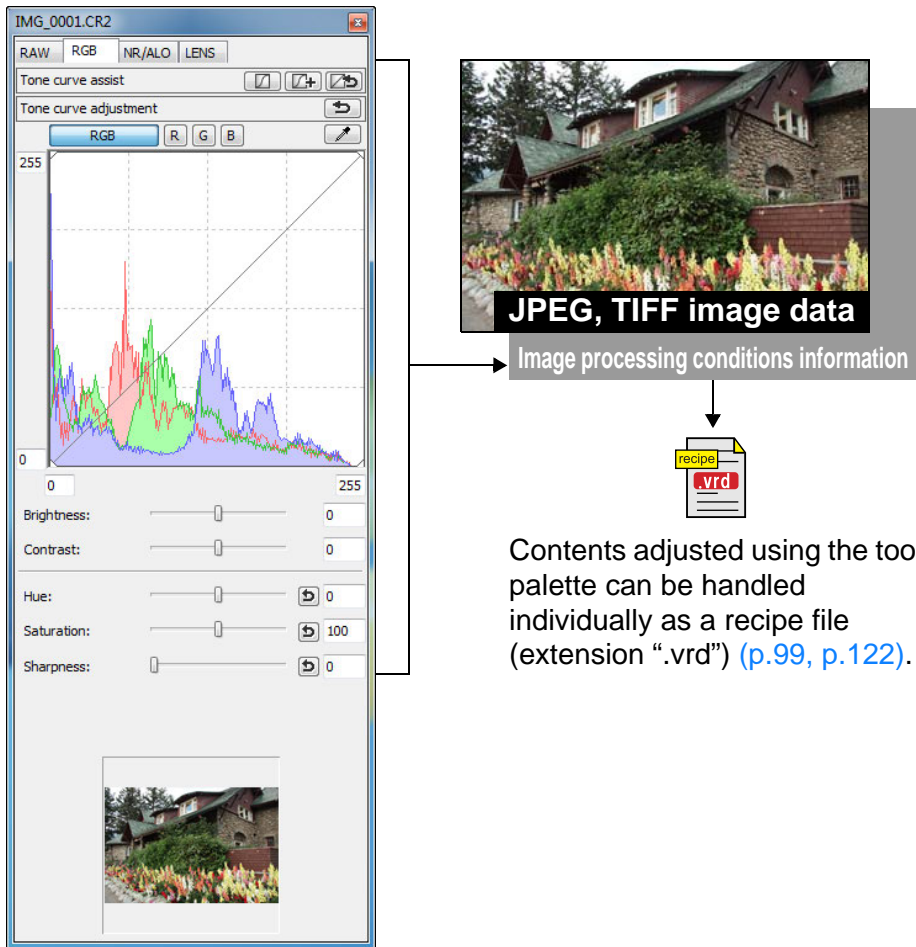 IMG_0001.CR2
RAW RGB NR/ALO LENS
Tone curve assist
Tone curve adjustment
RGB R G B
255
0
0 255
Brightness: 0
Contrast: 0
Hue: 0
Saturation: 100
Sharpness: 0
JPEG, TIFF image data
Image processing conditions information
recipe
.vrd
Contents adjusted using the too
palette can be handled
individually as a recipe file
(extension “.vrd”) (p.99, p.122).